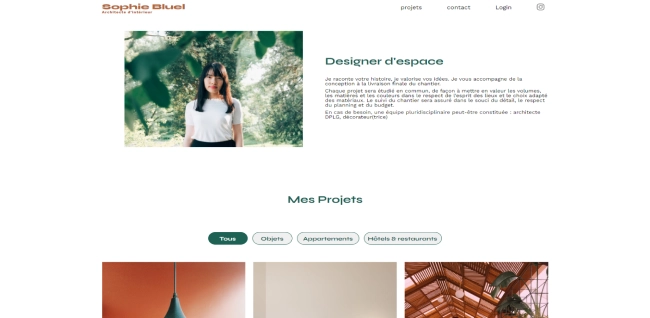 Sophie Bluel
Architecte d'intérieur
projets
contact
Login
Designer d'espace
Je raconte votre histoire, je valorise vos idées. Je vous accompagne de la
conception à la livraison finale du chantier.
Chaque projet sera étudié en commun, de façon à mettre en valeur les volumes,
les matières et les couleurs dans le respect de l'esprit des lieux et le choix adapté
des matériaux. Le suivi du chantier sera assuré dans le souci du détail, le respect
du planning et du budget.
En cas de besoin, une équipe pluridisciplinaire peut-être constituée : architecte
DPLG, décorateur(trice)
Mes Projets
Tous
Objets
Appartements
Hôtels & restaurants